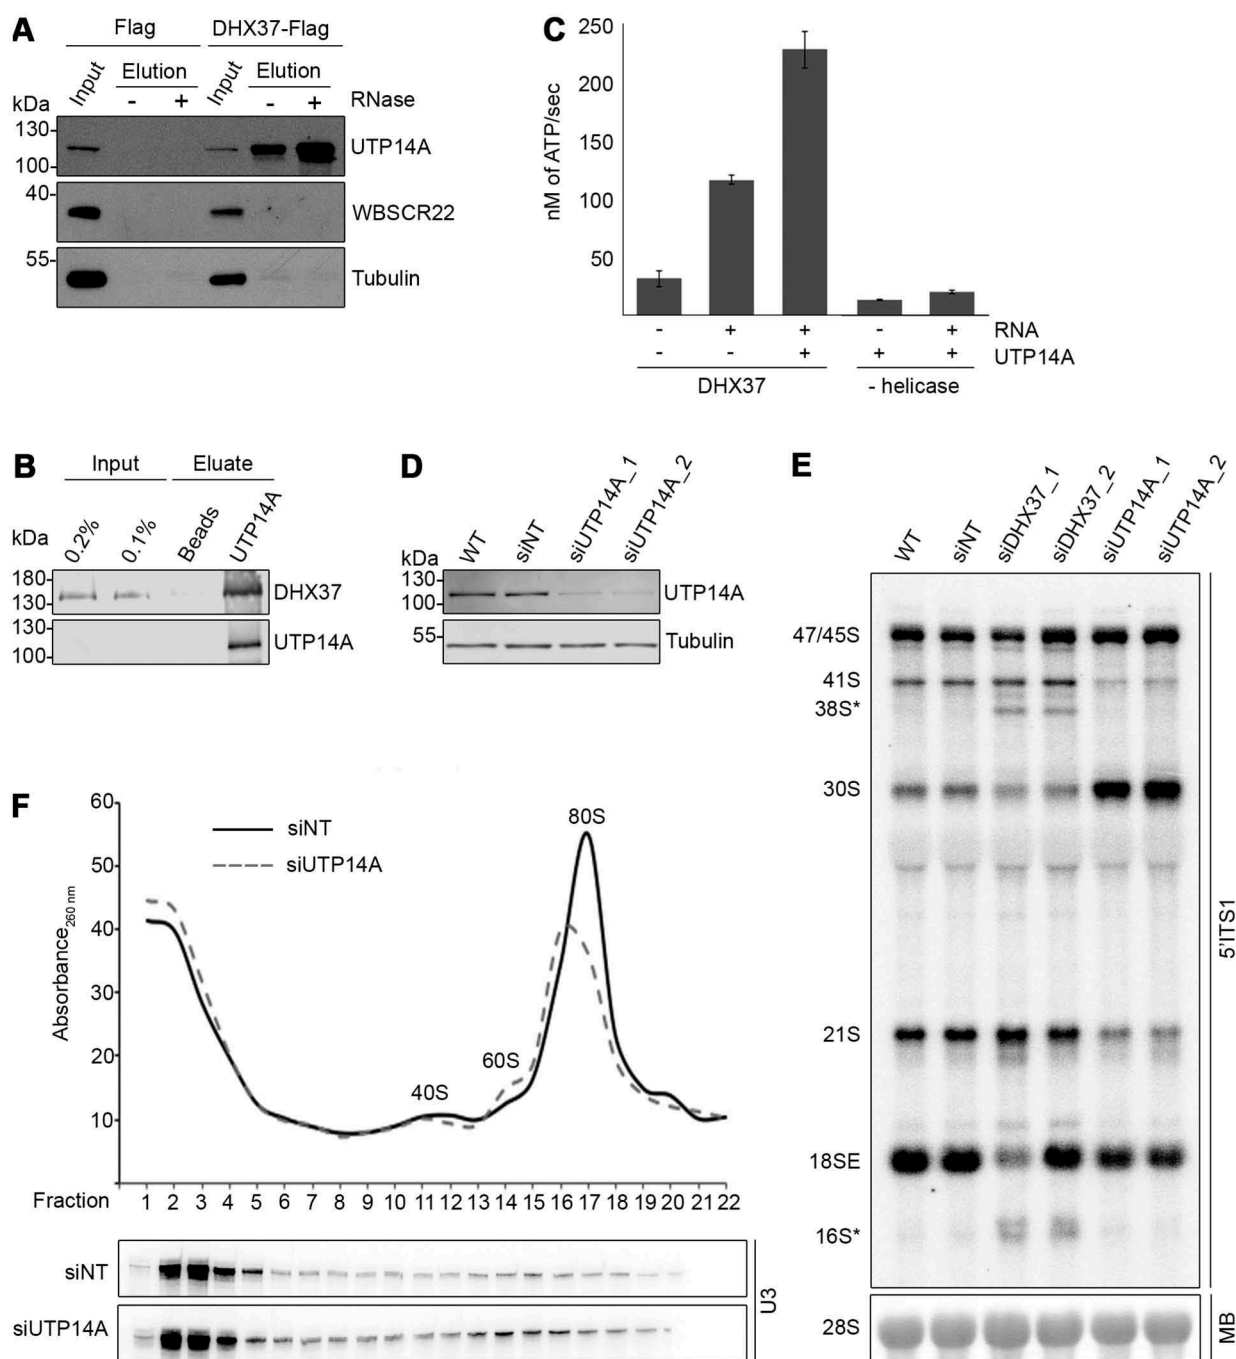 A
Flag DHX37-Flag
Input Elution Input Elution
kDa - + - + RNase
130-
100-
UTP14A
40-
WBSCR22
55-
Tubulin
C
nM of ATP/sec
250
200
150
100
50
- + + - + RNA
- - + + + UTP14A
DHX37 - helicase
B
Input Eluate
kDa 0.2% 0.1% Beads UTP14A
180-
130-
DHX37
130-
100-
UTP14A
D
kDa WT siNT siUTP14A_1 siUTP14A_2
130-
100-
UTP14A
55-
Tubulin
E
WT siNT siDHX37_1 siDHX37_2 siUTP14A_1 siUTP14A_2
47/45S
41S
38S*
30S
21S
18SE
16S*
5'ITS1
28S
MB
F
Absorbance260 nm
60
50
40
30
20
10
siNT
siUTP14A
80S
60S
40S
Fraction 1 2 3 4 5 6 7 8 9 10 11 12 13 14 15 16 17 18 19 20 21 22
siNT
siUTP14A
U3